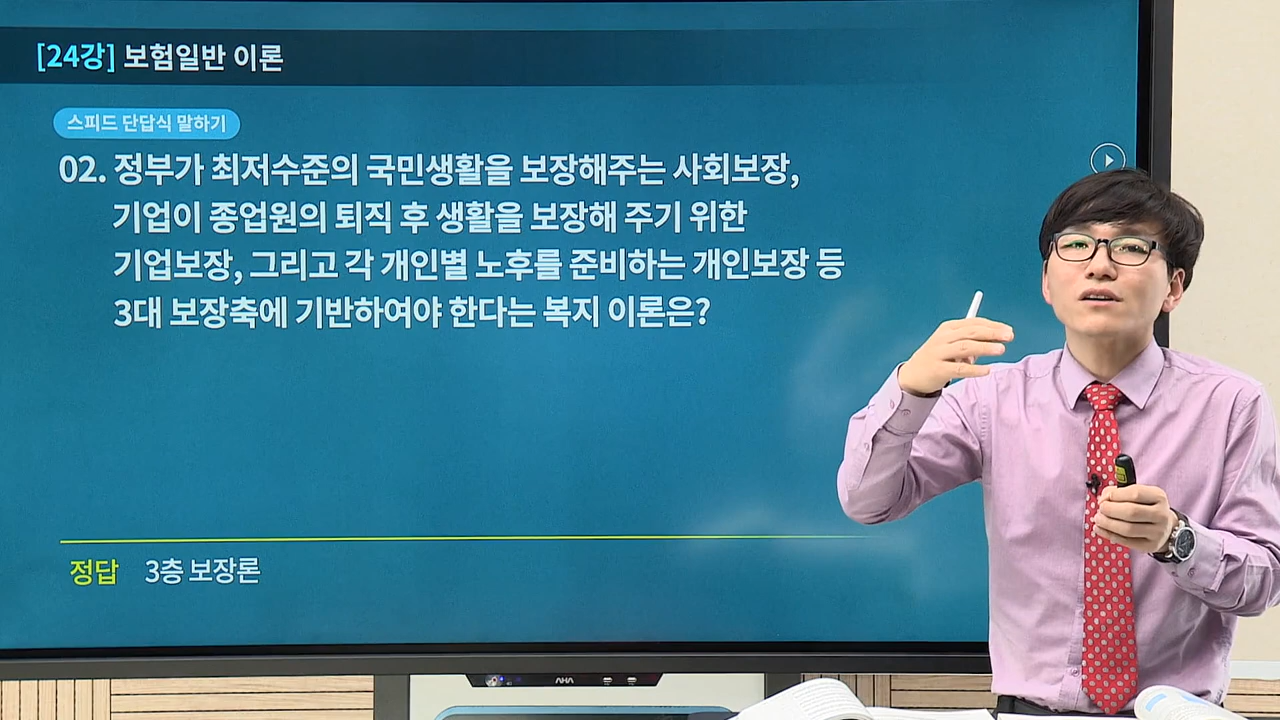 [24강] 보험일반 이론
스피드 단답식 말하기
02. 정부가 최저수준의 국민생활을 보장해주는 사회보장,
기업이 종업원의 퇴직 후 생활을 보장해 주기 위한
기업보장, 그리고 각 개인별 노후를 준비하는 개인보장 등
3대 보장축에 기반하여야 한다는 복지 이론은?
정답 3층 보장론
AHA